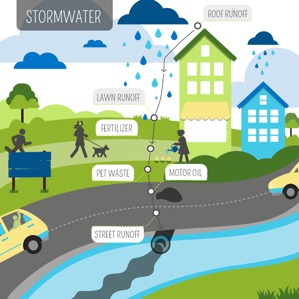 STORMWATER
ROOF RUNOFF
LAWN RUNOFF
FERTILIZER
PET WASTE
MOTOR OIL
STREET RUNOFF